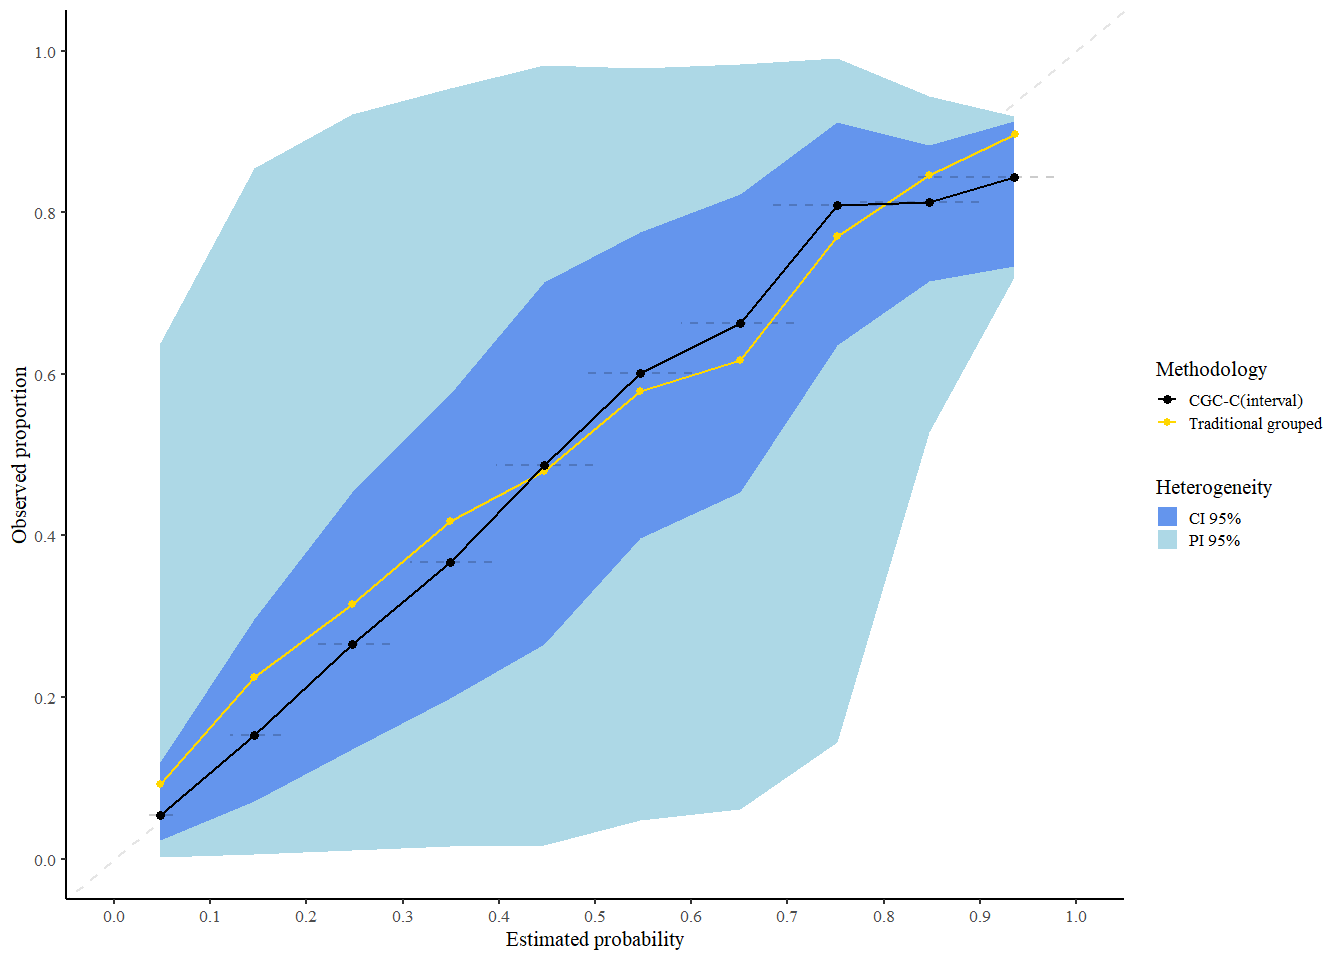 1.0
0.8
0.6
0.4
0.2
0.0
Observed proportion
0.0 0.1 0.2 0.3 0.4 0.5 0.6 0.7 0.8 0.9 1.0
Estimated probability
Methodology
CGC-C(interval)
Traditional grouped
Heterogeneity
CI 95%
PI 95%